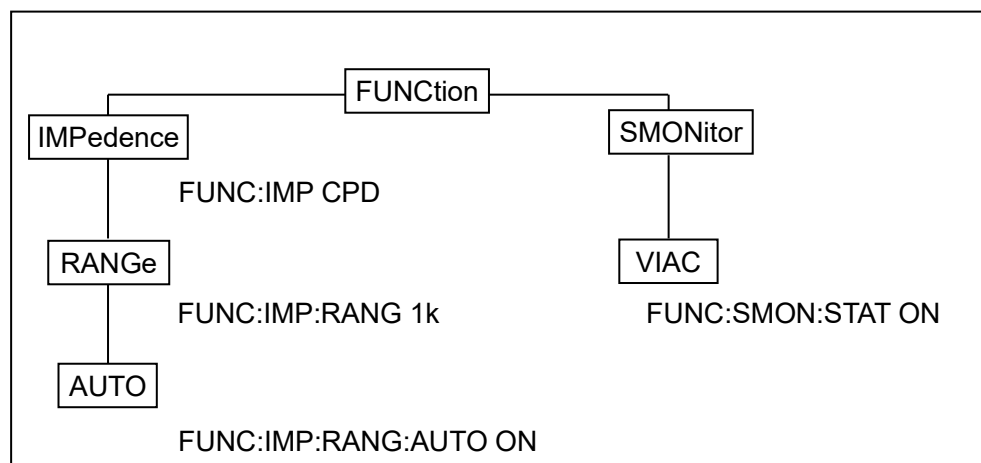 FUNCtion
IMPedence
SMONitor
FUNC:IMP CPD
RANGe
VIAC
FUNC:IMP:RANG 1k
FUNC:SMON:STAT ON
AUTO
FUNC:IMP:RANG:AUTO ON